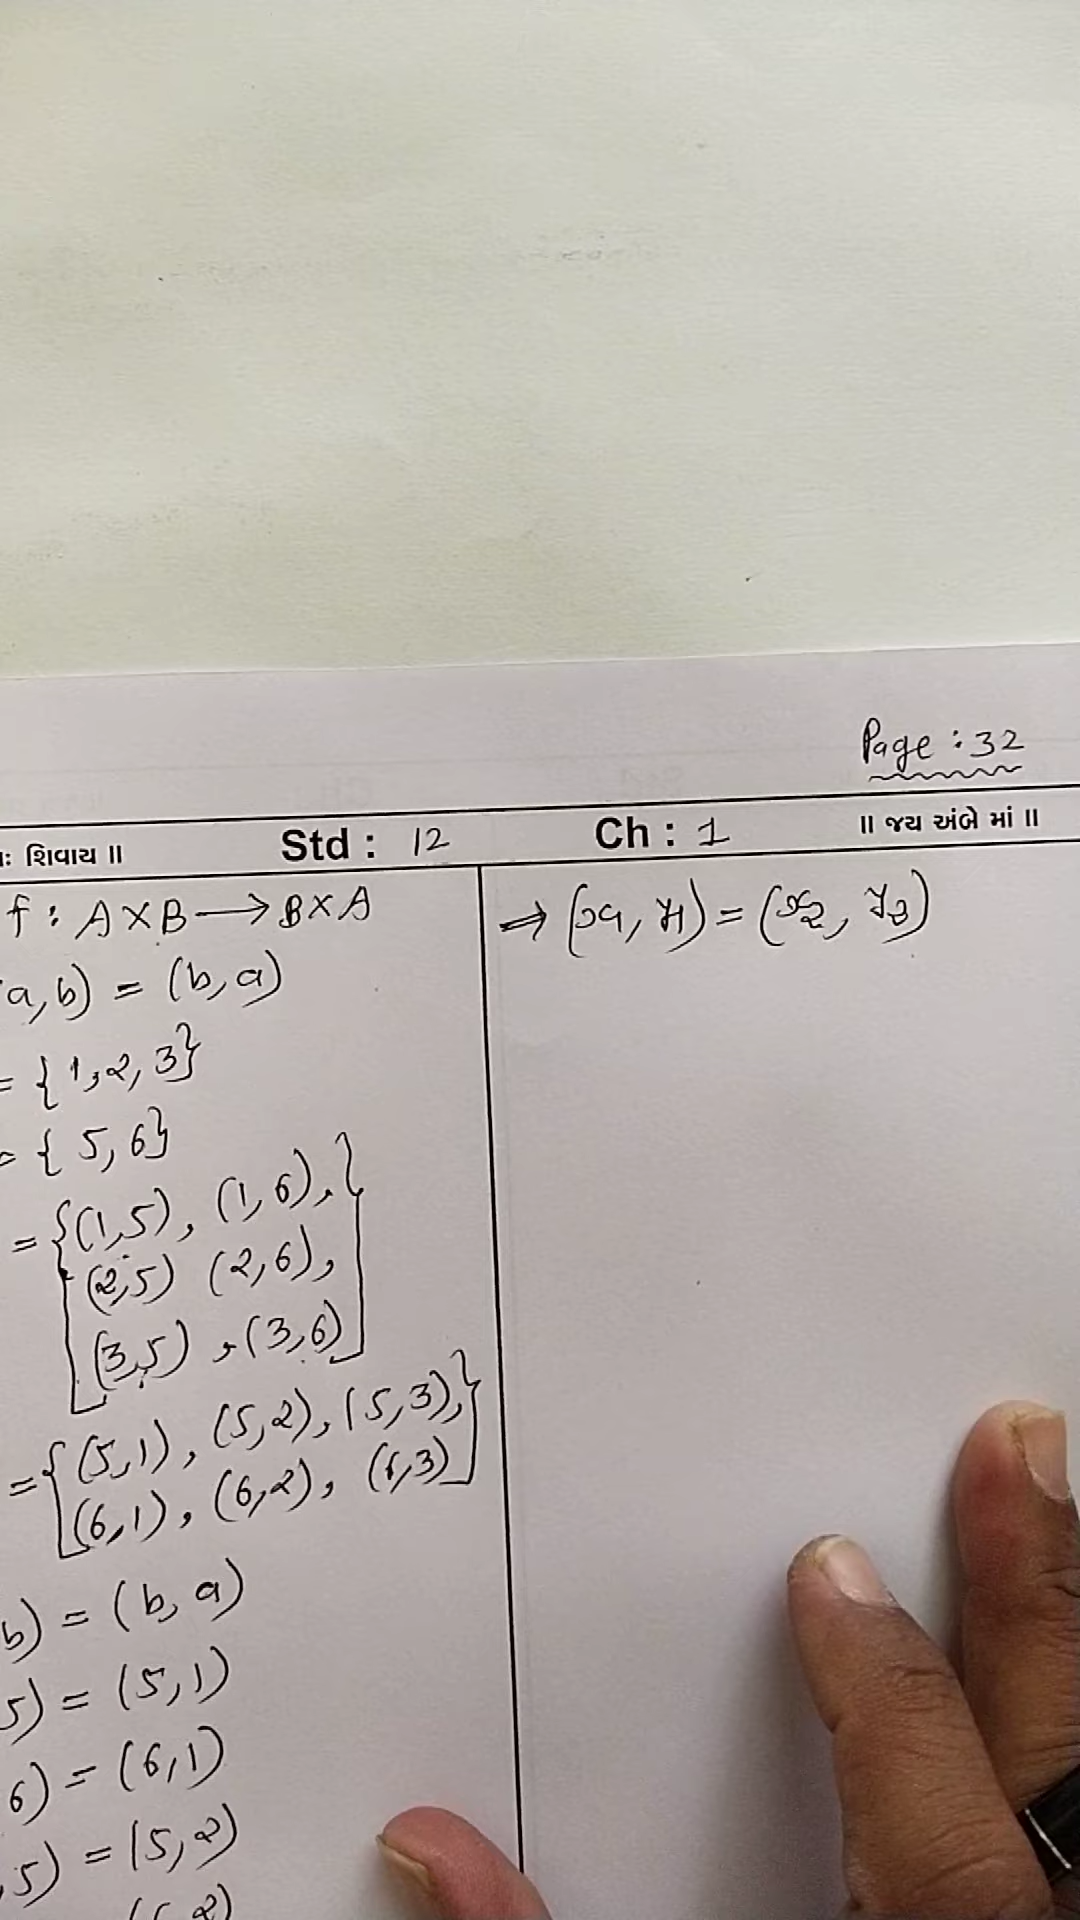 Page : 32
: શિવાય ॥ Std : 12 Ch : 1 ॥ જય અંબે માં ॥
f : A × B ⟶ B × A
a, b) = (b, a)
= { 1, 2, 3}
= { 5, 6}
= {(1,5), (1,6),}
(2,5) (2,6),
(3,5) , (3,6)
= {(5,1), (5,2), (5,3),}
(6,1), (6,2), (6,3)
b) = (b, a)
5) = (5,1)
6) = (6,1)
,5) = (5,2)
⇒ (x1, y1) = (x2, y2)